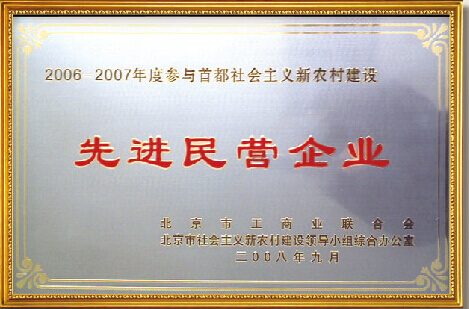 2006-2007年度参与首都社会主义新农村建设
先进民营企业
北京市工商业联合会
北京市社会主义新农村建设领导小组综合办公室
二〇〇八年九月